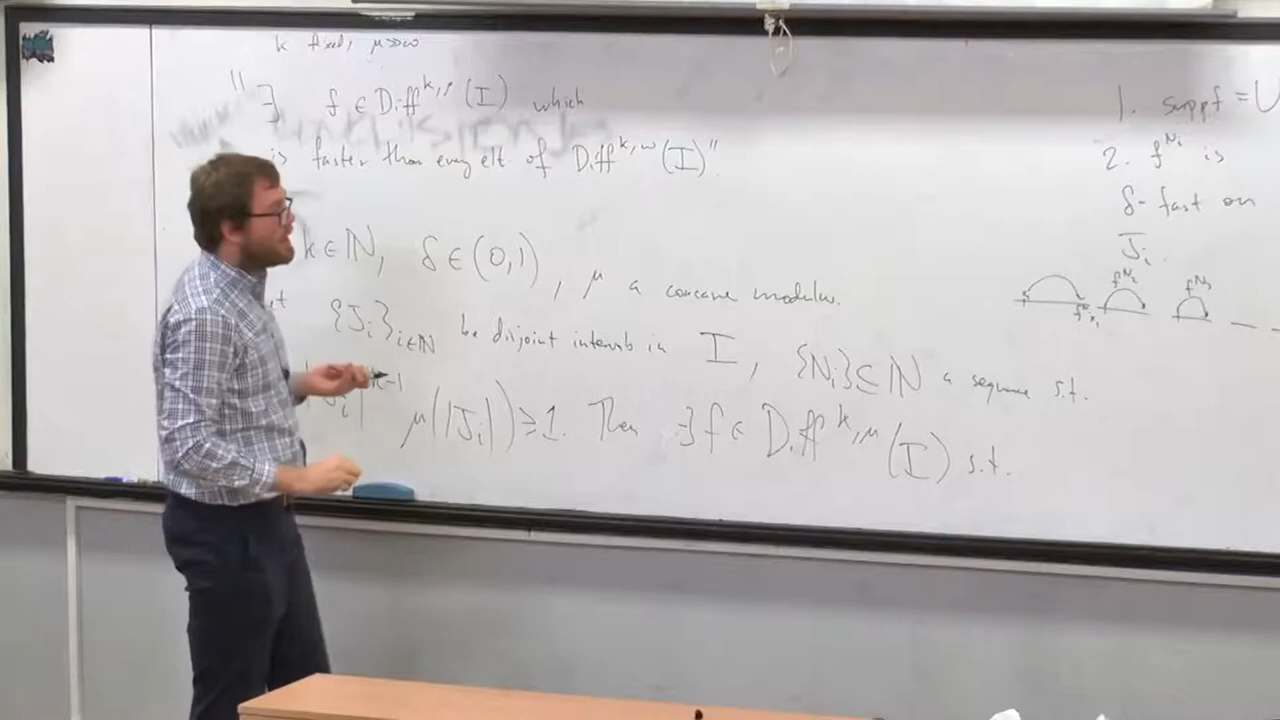 k fixed, μ≫ω
"∃ f ∈ Diff^{k,μ}(I) which
is faster than every elt. of Diff^{k,ω}(I)".
k∈ℕ, δ∈(0,1), μ a concave modulus.
{J_i}_{i∈ℕ} be disjoint intervals in I, {N_i}⊆ℕ a sequence s.t.
k-1 μ(|J_i|)≥1. Then ∃ f ∈ Diff^{k,μ}(I) s.t.
1. supp f = U
2. f^{N_i} is
δ-fast on
J_i.
f^{N_2} f^{N_3}